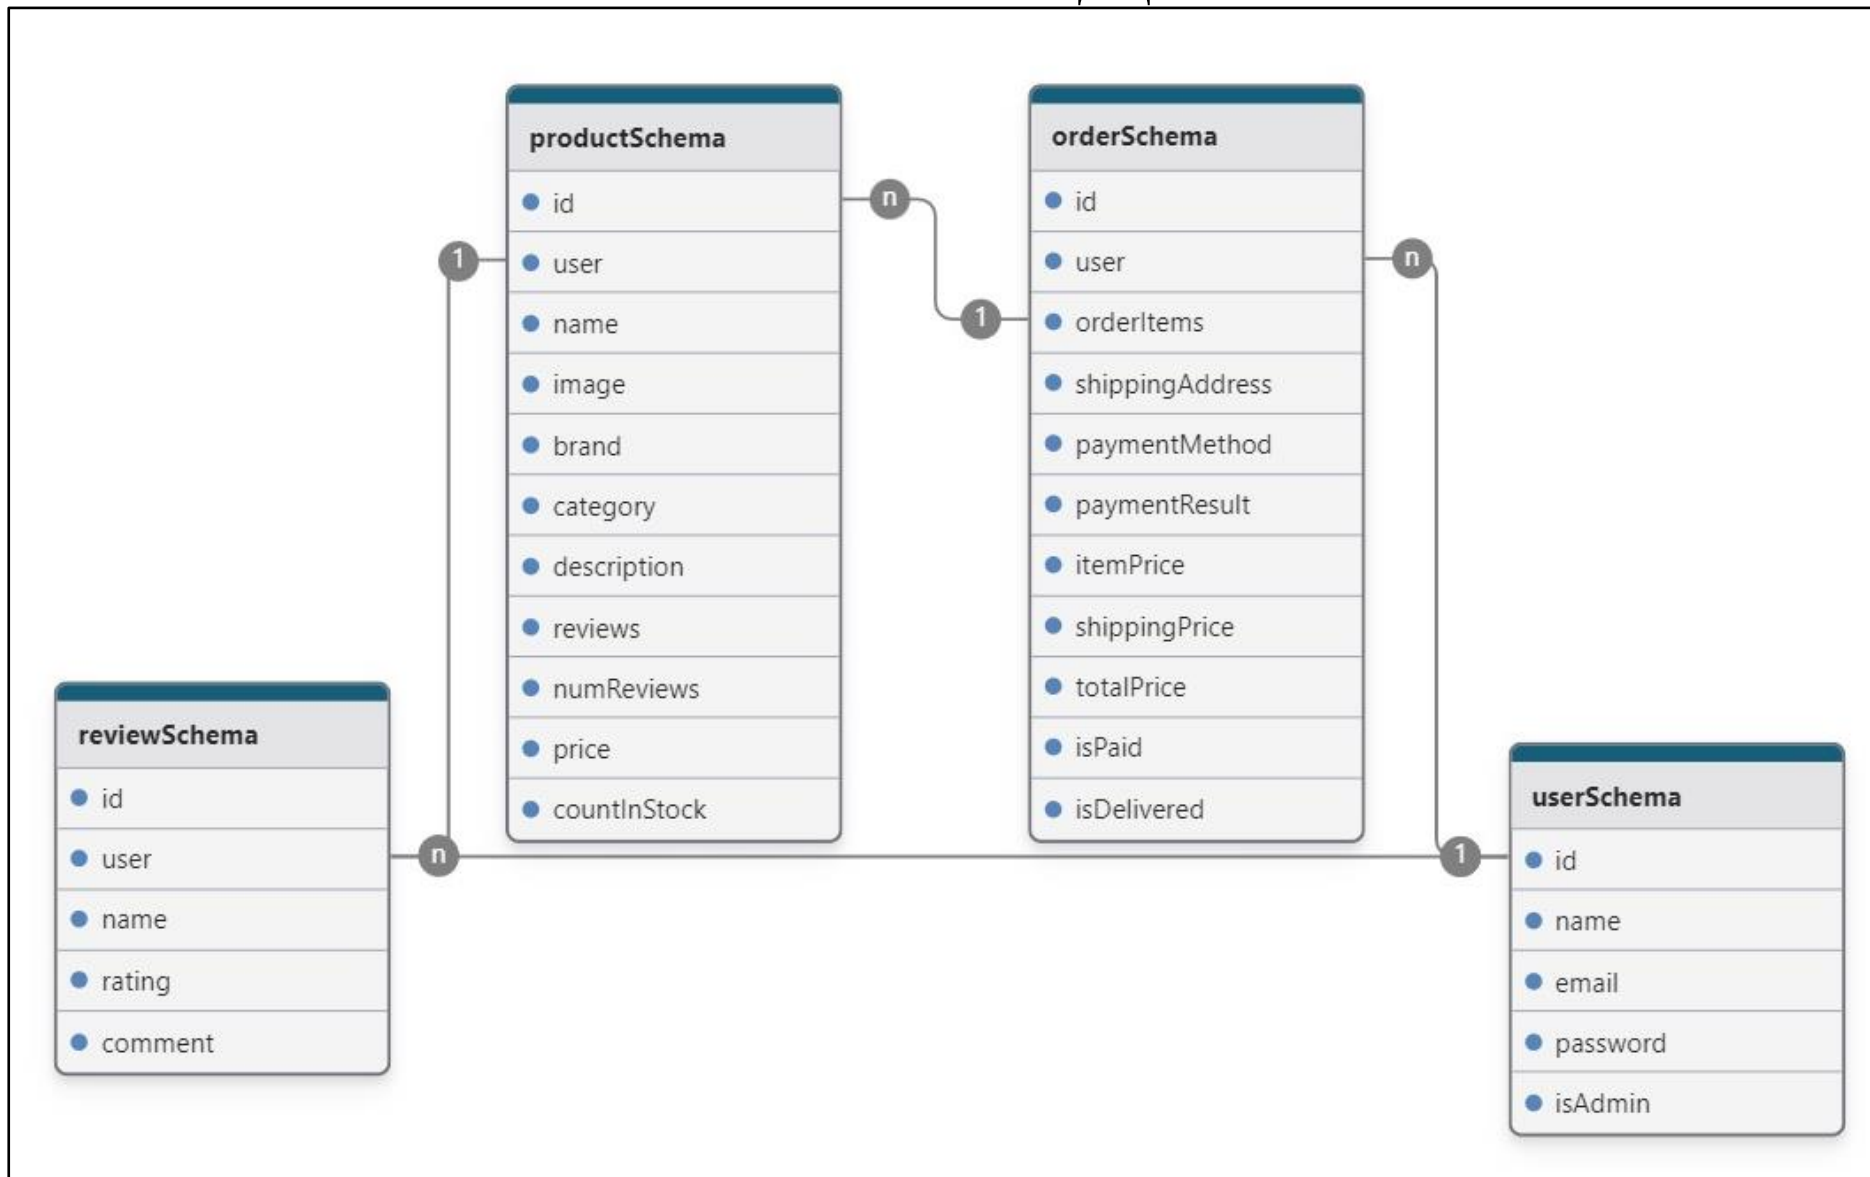 productSchema
id
user
name
image
brand
category
description
reviews
numReviews
price
countInStock
orderSchema
id
user
orderItems
shippingAddress
paymentMethod
paymentResult
itemPrice
shippingPrice
totalPrice
isPaid
isDelivered
reviewSchema
id
user
name
rating
comment
userSchema
id
name
email
password
isAdmin
1
n
n
1
n
1